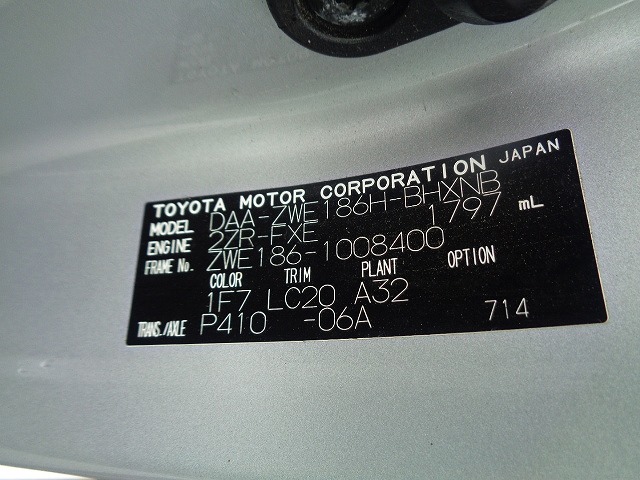 TOYOTA MOTOR CORPORATION JAPAN
MODEL DAA-ZWE186H-BHXNB
ENGINE 2ZR-FXE 1797 mL
FRAME No. ZWE186-1008400
COLOR TRIM PLANT OPTION
1F7 LC20 A32
TRANS./AXLE P410 -06A 714